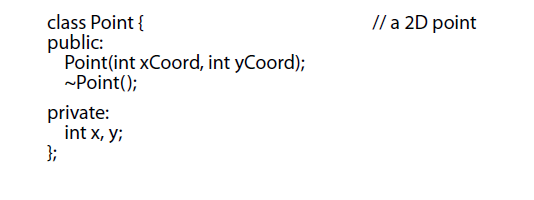 class Point { // a 2D point
public:
Point(int xCoord, int yCoord);
~Point();
private:
int x, y;
};